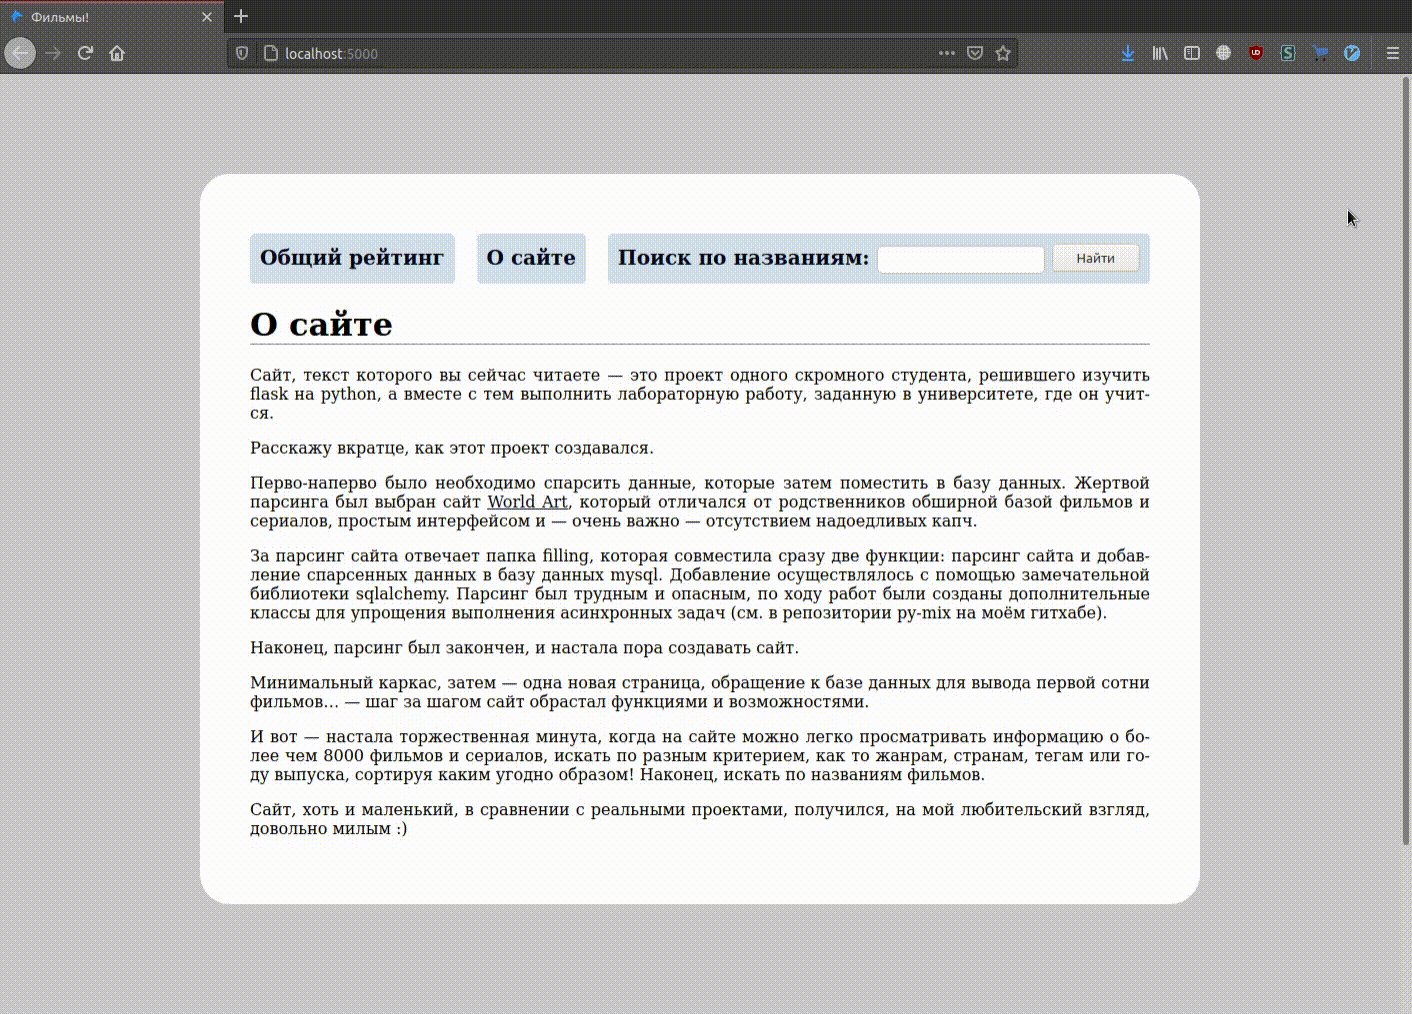 Фильмы!
localhost:5000
Общий рейтинг
О сайте
Поиск по названиям:
Найти
О сайте
Сайт, текст которого вы сейчас читаете — это проект одного скромного студента, решившего изучить
flask на python, а вместе с тем выполнить лабораторную работу, заданную в университете, где он учит-
ся.
Расскажу вкратце, как этот проект создавался.
Перво-наперво было необходимо спарсить данные, которые затем поместить в базу данных. Жертвой
парсинга был выбран сайт World Art, который отличался от родственников обширной базой фильмов и
сериалов, простым интерфейсом и — очень важно — отсутствием надоедливых капч.
За парсинг сайта отвечает папка filling, которая совместила сразу две функции: парсинг сайта и добав-
ление спарсенных данных в базу данных mysql. Добавление осуществлялось с помощью замечательной
библиотеки sqlalchemy. Парсинг был трудным и опасным, по ходу работ были созданы дополнительные
классы для упрощения выполнения асинхронных задач (см. в репозитории py-mix на моём гитхабе).
Наконец, парсинг был закончен, и настала пора создавать сайт.
Минимальный каркас, затем — одна новая страница, обращение к базе данных для вывода первой сотни
фильмов... — шаг за шагом сайт обрастал функциями и возможностями.
И вот — настала торжественная минута, когда на сайте можно легко просматривать информацию о бо-
лее чем 8000 фильмов и сериалов, искать по разным критерием, как то жанрам, странам, тегам или го-
ду выпуска, сортируя каким угодно образом! Наконец, искать по названиям фильмов.
Сайт, хоть и маленький, в сравнении с реальными проектами, получился, на мой любительский взгляд,
довольно милым :)